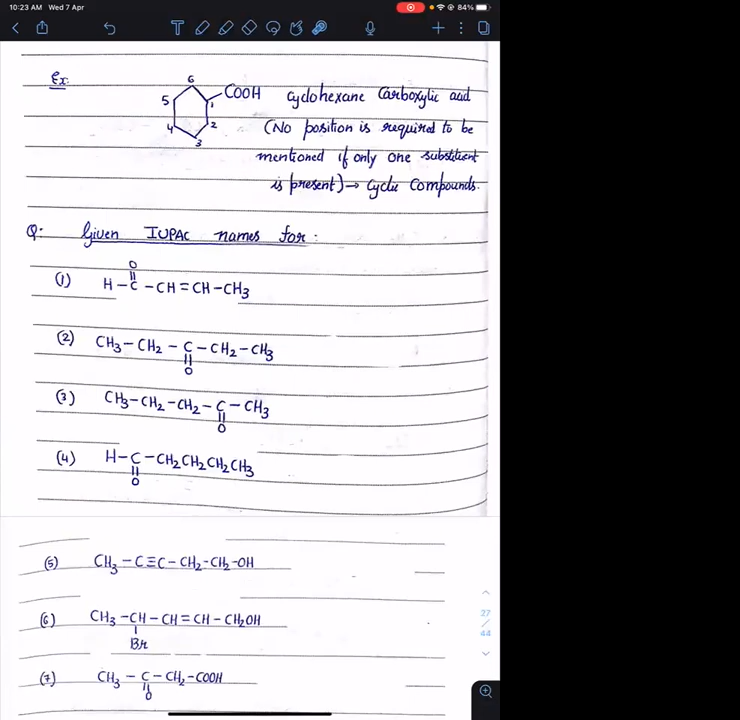 10:23 AM Wed 7 Apr
84%
Ex:
6
5
1
4
2
3
COOH Cyclohexane Carboxylic acid
(No position is required to be
mentioned if only one substituent
is present) → Cyclic Compounds.
Q. Given IUPAC names for:
O
(1) H-C-CH=CH-CH3
(2) CH3-CH2-C-CH2-CH3
O
(3) CH3-CH2-CH2-C-CH3
O
(4) H-C-CH2CH2CH2CH3
O
(5) CH3-C≡C-CH2-CH2-OH
(6) CH3-CH-CH=CH-CH2OH
Br
(7) CH3-C-CH2-COOH
O
27
/
44